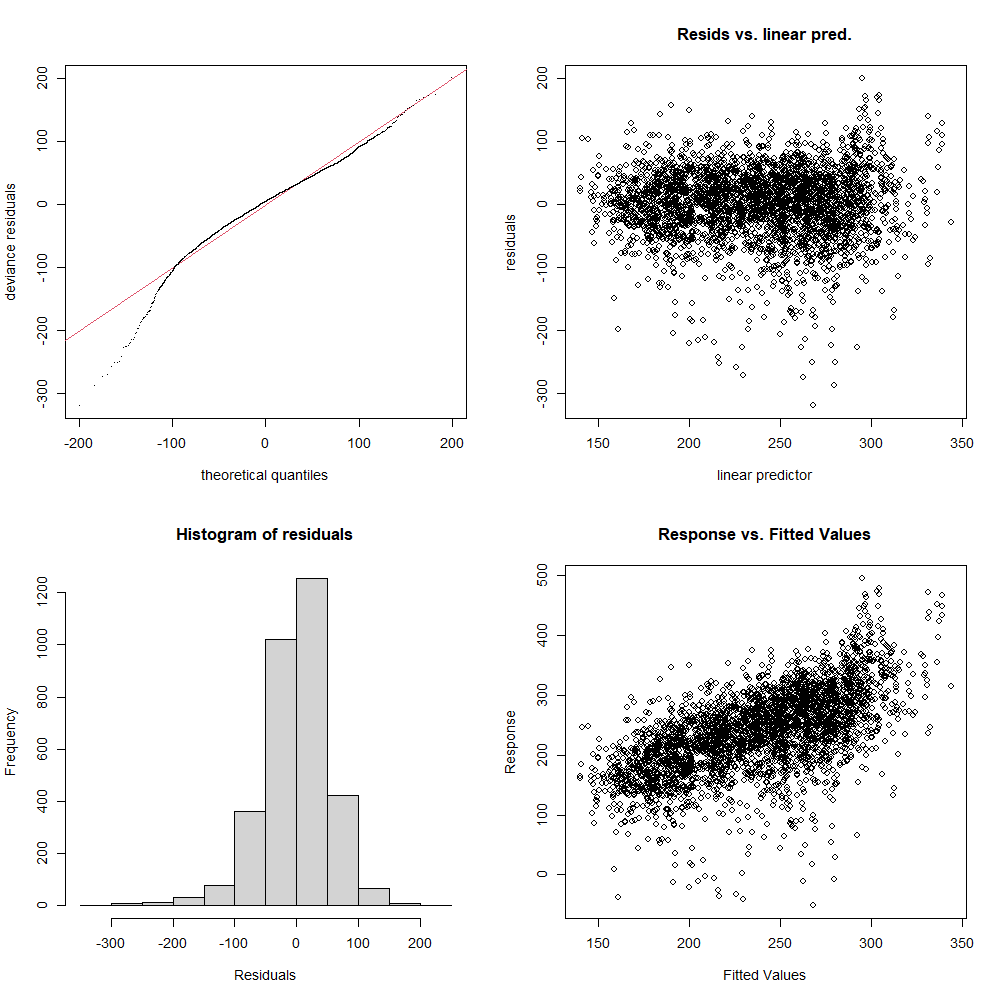 deviance residuals
-300 -200 -100 0 100 200
-200 -100 0 100 200
theoretical quantiles
Resids vs. linear pred.
residuals
-300 -200 -100 0 100 200
150 200 250 300 350
linear predictor
Histogram of residuals
Frequency
0 200 400 600 800 1000 1200
-300 -200 -100 0 100 200
Residuals
Response vs. Fitted Values
Response
0 100 200 300 400 500
150 200 250 300 350
Fitted Values